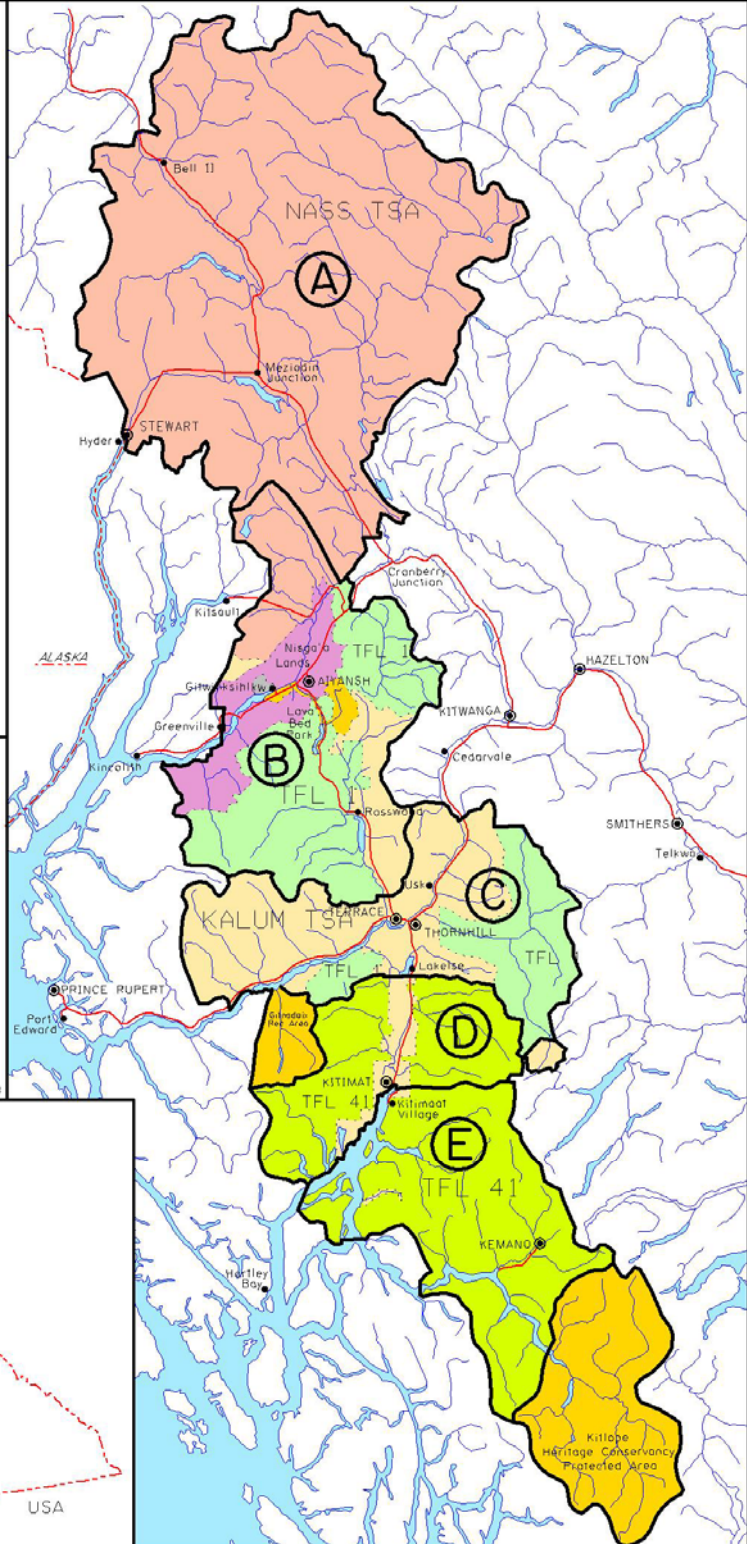 Bell II
NASS TSA
A
Meziadin
Junction
STEWART
Hyder
Cranberry
Junction
Kitsault
Nisga'a
Lands
TFL 1
ALASKA
HAZELTON
AIYANSH
Gitwinksihlkw
KITWANGA
Lava
Bed
Park
Greenville
Cedarvale
Kincolith
B
TFL 1
Rosswood
SMITHERS
Telkwa
Usk
C
KALUM TSA
TERRACE
THORNHILL
TFL
TFL
Lakelse
PRINCE RUPERT
Port
Edward
Gitnadoix
Rec Area
D
KITIMAT
TFL 41
Kitimaat
Village
E
TFL 41
KEMANO
Hartley
Bay
Kitlope
Heritage Conservancy
Protected Area
USA